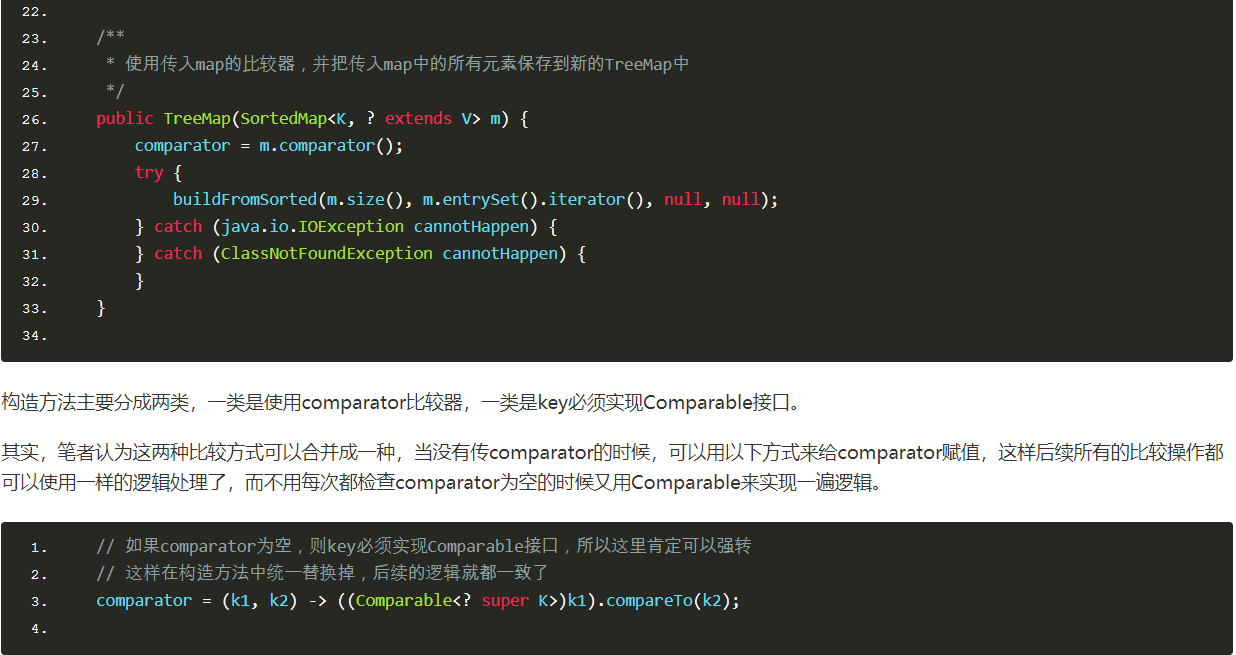 22.
23. /**
24. * 使用传入map的比较器，并把传入map中的所有元素保存到新的TreeMap中
25. */
26. public TreeMap(SortedMap<K, ? extends V> m) {
27. comparator = m.comparator();
28. try {
29. buildFromSorted(m.size(), m.entrySet().iterator(), null, null);
30. } catch (java.io.IOException cannotHappen) {
31. } catch (ClassNotFoundException cannotHappen) {
32. }
33. }
34.
构造方法主要分成两类，一类是使用comparator比较器，一类是key必须实现Comparable接口。
其实，笔者认为这两种比较方式可以合并成一种，当没有传comparator的时候，可以用以下方式来给comparator赋值，这样后续所有的比较操作都
可以使用一样的逻辑处理了，而不用每次都检查comparator为空的时候又用Comparable来实现一遍逻辑。
1. // 如果comparator为空，则key必须实现Comparable接口，所以这里肯定可以强转
2. // 这样在构造方法中统一替换掉，后续的逻辑就都一致了
3. comparator = (k1, k2) -> ((Comparable<? super K>)k1).compareTo(k2);
4.